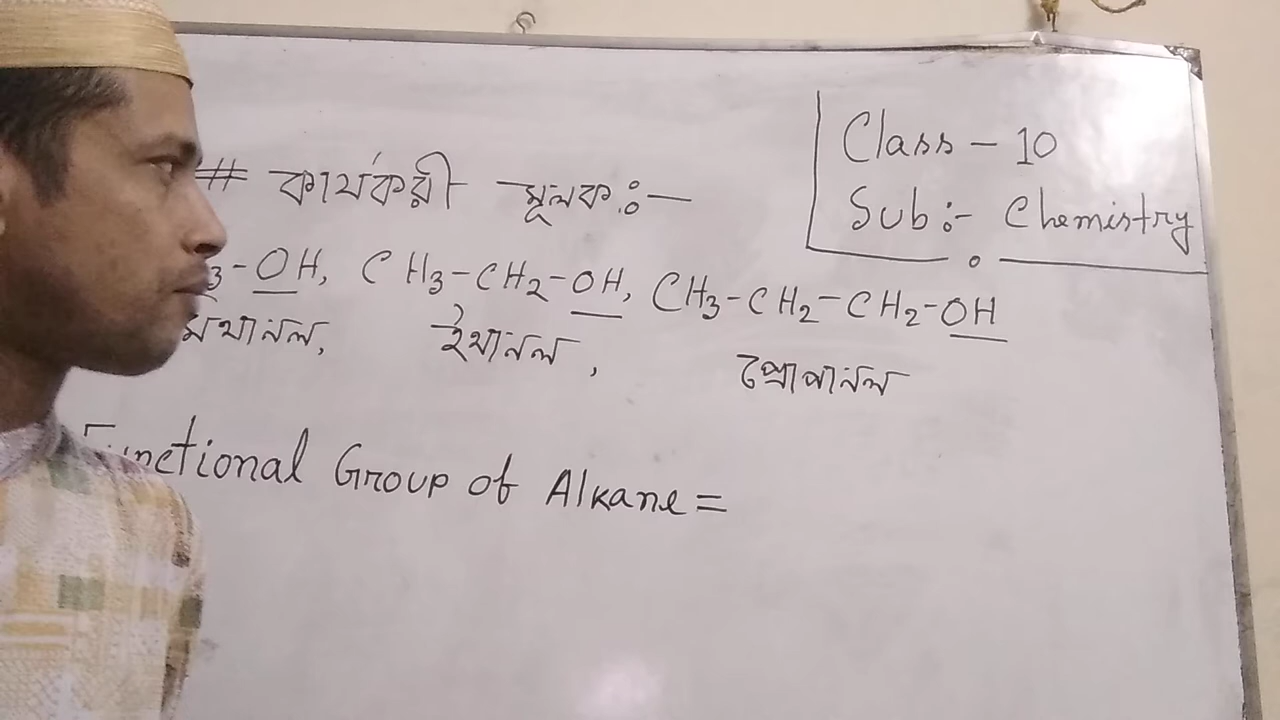 Class - 10
Sub :- Chemistry
# কার্যকরী মূলক :-
3-OH, CH3-CH2-OH, CH3-CH2-CH2-OH
মেথানল, ইথানল, প্রোপানল
Functional Group of Alkane =